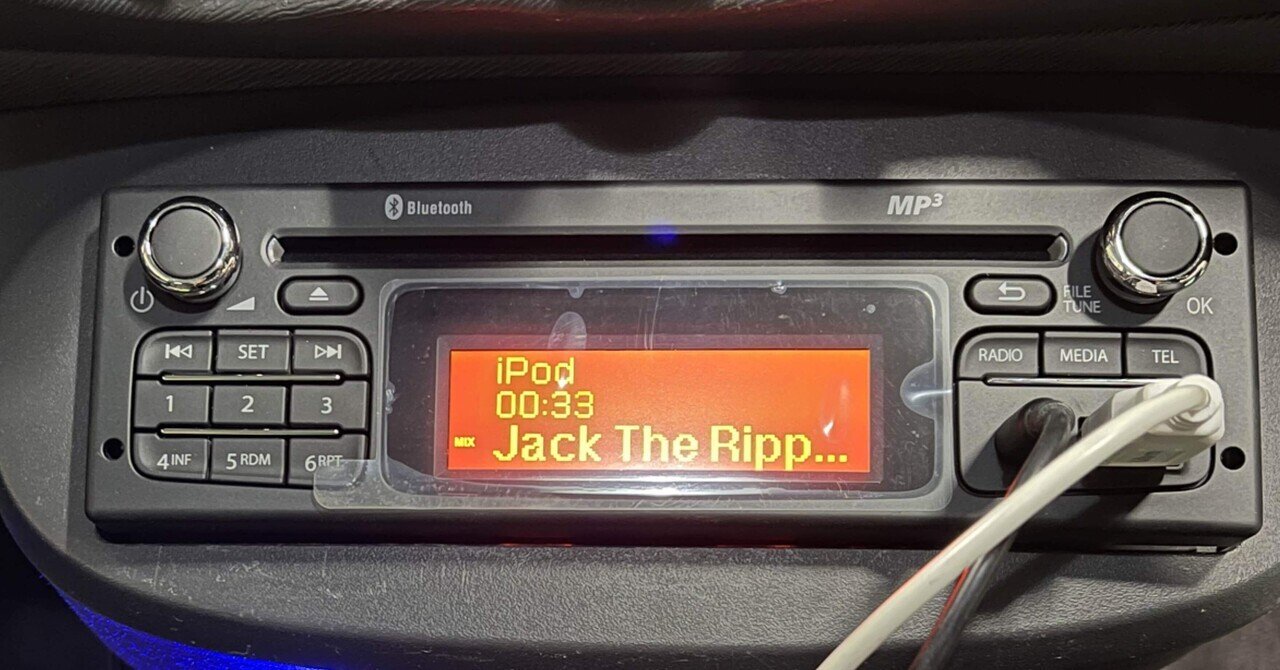 Bluetooth
MP3
FILE
TUNE
OK
SET
1
2
3
4INF
5RDM
6RPT
iPod
00:33
MIX
Jack The Ripp...
RADIO
MEDIA
TEL